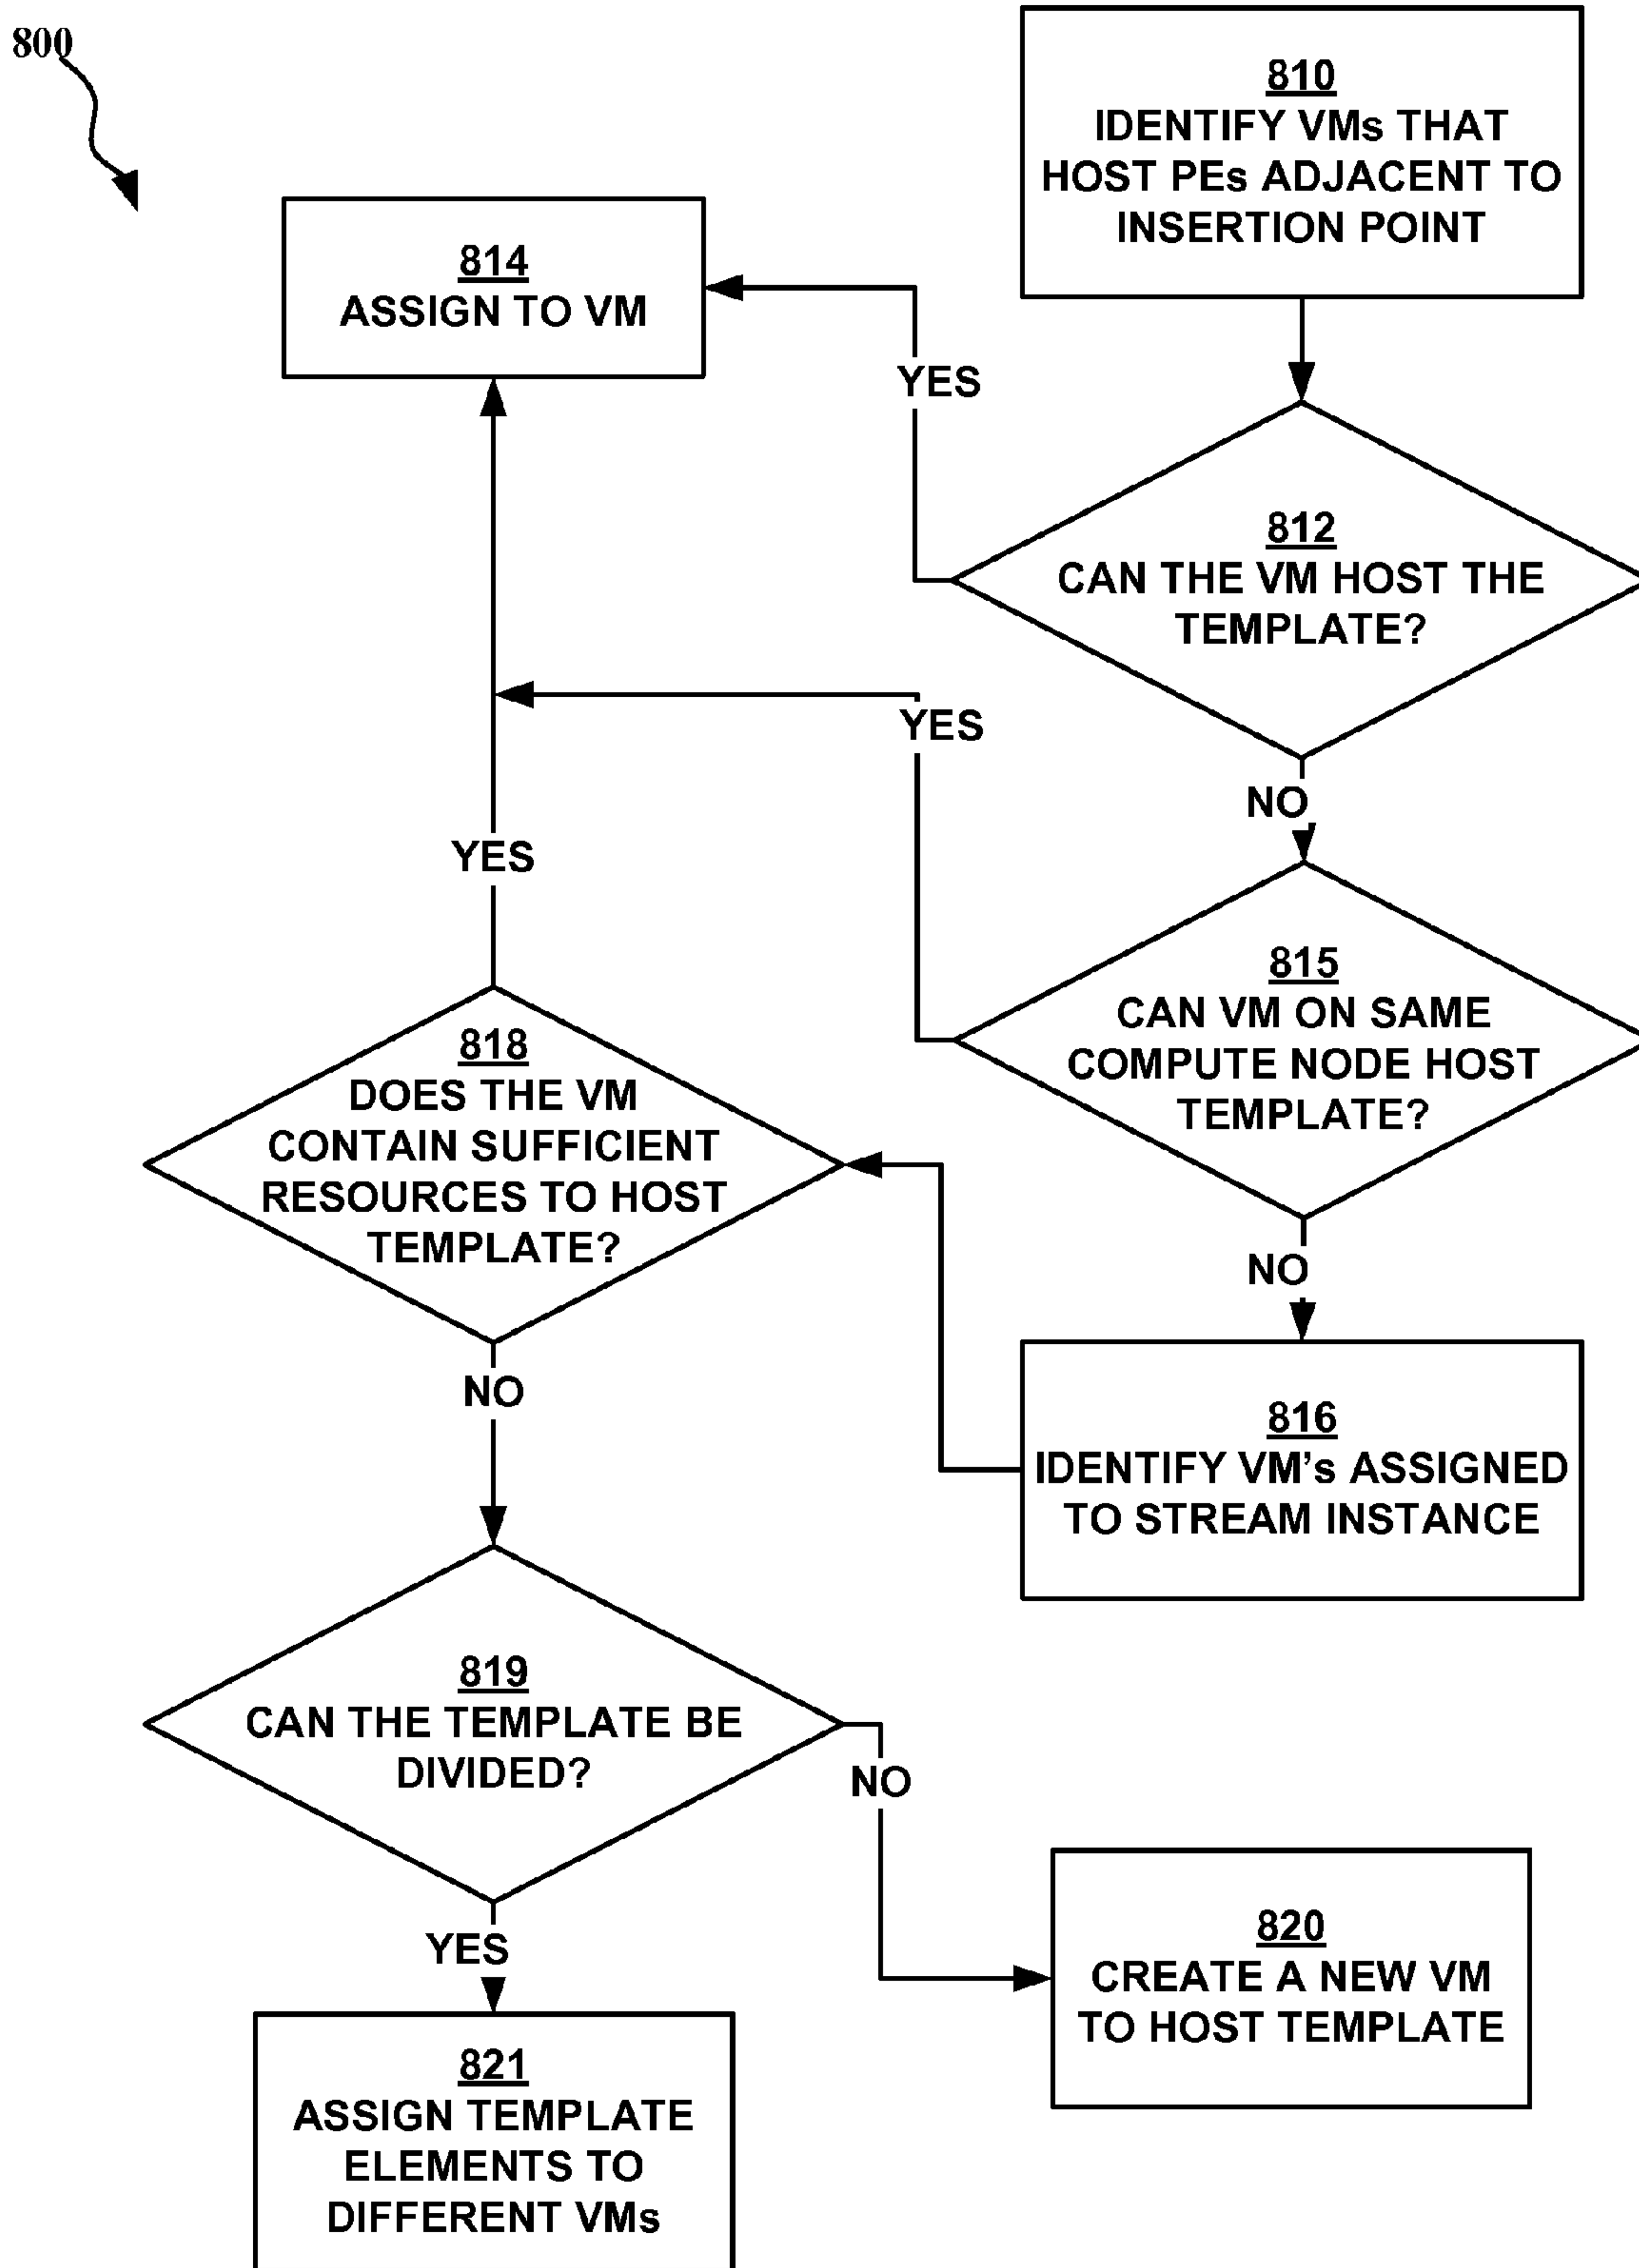 800
810
IDENTIFY VMs THAT
HOST PEs ADJACENT TO
INSERTION POINT
814
ASSIGN TO VM
YES
812
CAN THE VM HOST THE
TEMPLATE?
YES
NO
YES
815
CAN VM ON SAME
COMPUTE NODE HOST
TEMPLATE?
818
DOES THE VM
CONTAIN SUFFICIENT
RESOURCES TO HOST
TEMPLATE?
NO
NO
816
IDENTIFY VM's ASSIGNED
TO STREAM INSTANCE
819
CAN THE TEMPLATE BE
DIVIDED?
NO
YES
820
CREATE A NEW VM
TO HOST TEMPLATE
821
ASSIGN TEMPLATE
ELEMENTS TO
DIFFERENT VMs